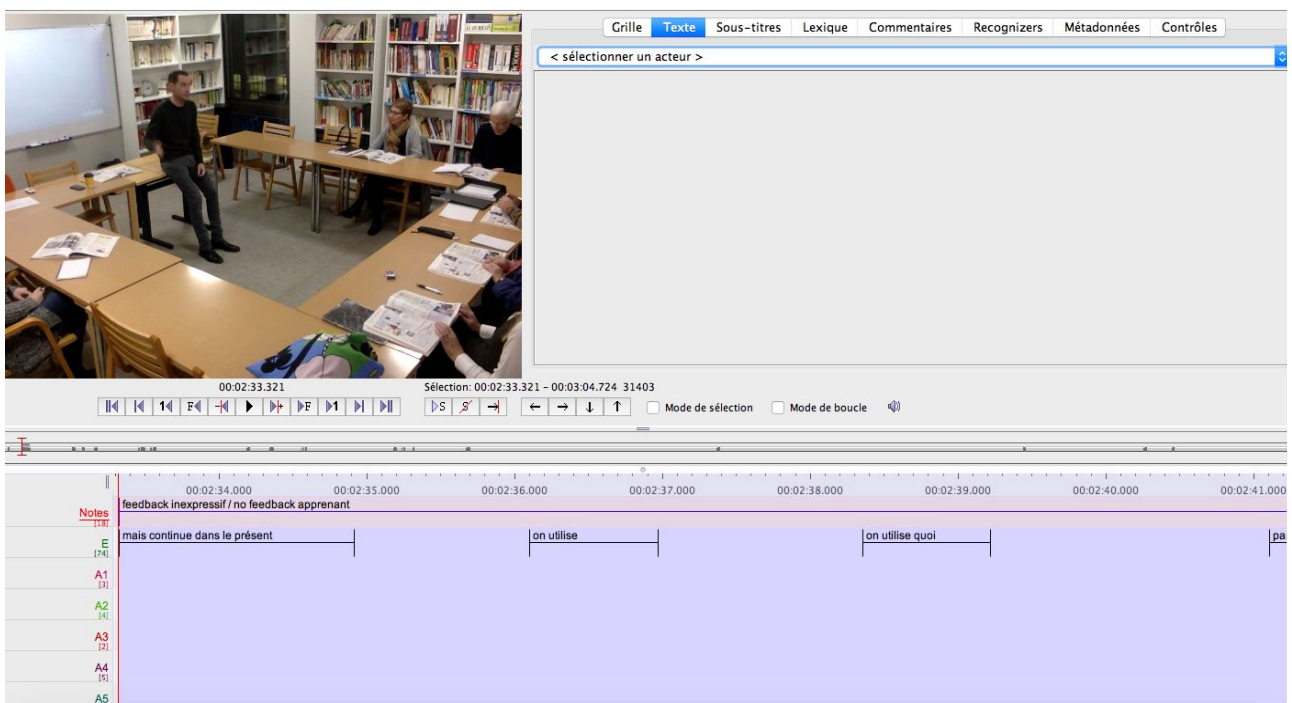 Grille Texte Sous-titres Lexique Commentaires Recognizers Métadonnées Contrôles
< sélectionner un acteur >
00:02:33.321
Sélection: 00:02:33.321 - 00:03:04.724 31403
1 F F 1 S S Mode de sélection Mode de boucle
00:02:34.000 00:02:35.000 00:02:36.000 00:02:37.000 00:02:38.000 00:02:39.000 00:02:40.000 00:02:41.000
feedback inexpressif / no feedback apprenant
Notes
[18]
mais continue dans le présent on utilise on utilise quoi pa
E
[74]
A1
[3]
A2
[4]
A3
[2]
A4
[5]
A5